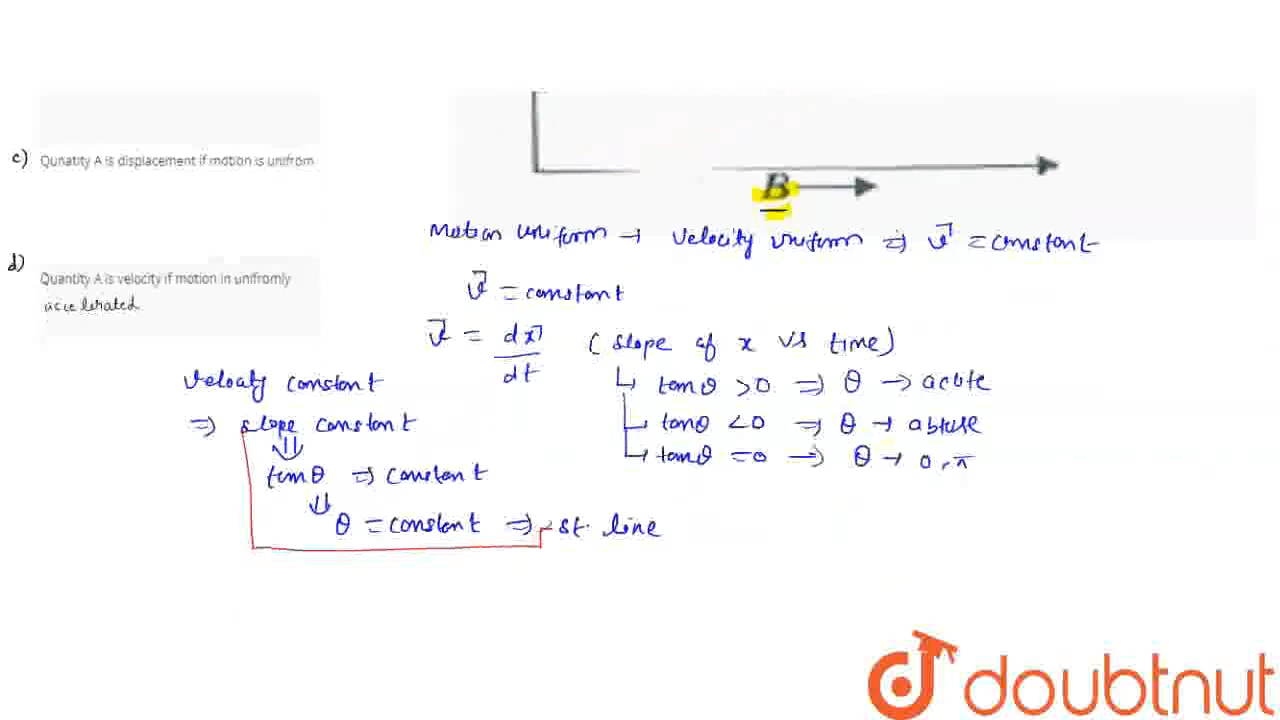 c) Qunatity A is displacement if motion is unifrom
B
Motion uniform → velocity uniform ⇒ v⃗ = constant
d)
Quantity A is velocity if motion in unifromly
accelerated
v⃗ = constant
v⃗ = dx⃗/dt (slope of x vs time)
tanθ >0 ⇒ θ → acute
tanθ <0 ⇒ θ → obtuse
tanθ =0 → θ → 0, π
velocity constant
⇒ slope constant
⇓
tanθ ⇒ constant
⇓
θ = constant ⇒ st. line
doubtnut